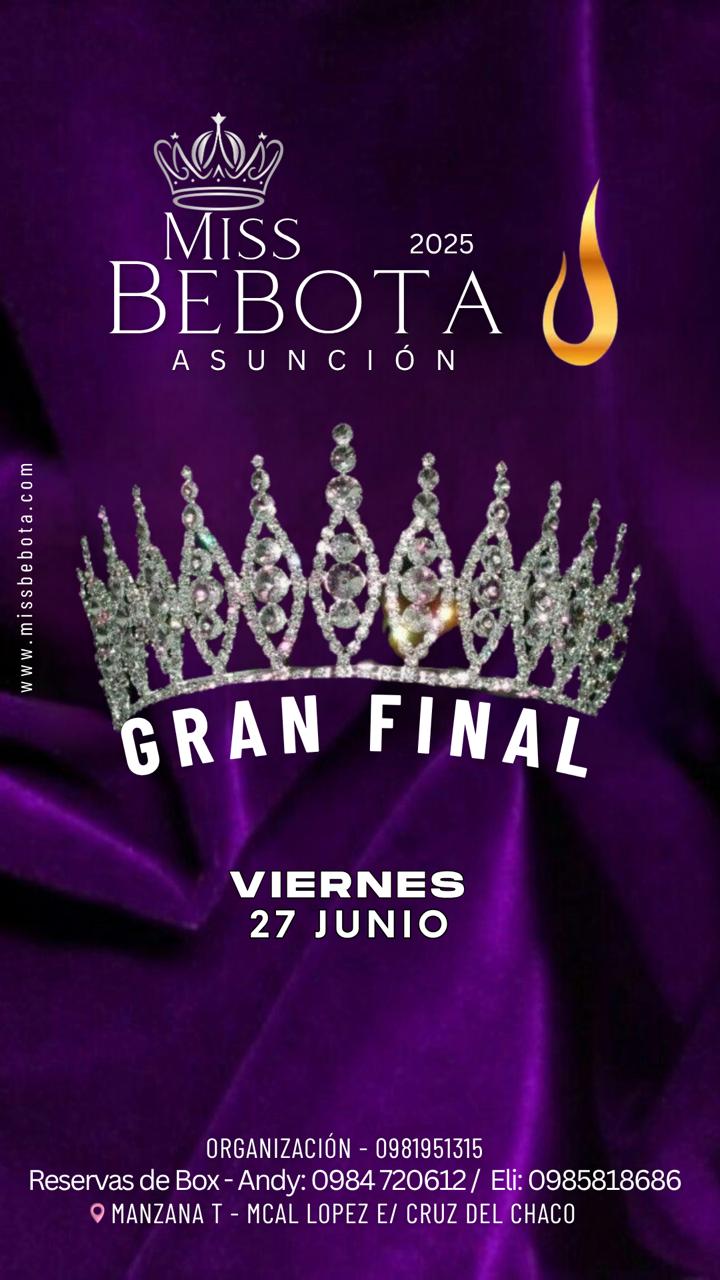 MISS
2025
BEBOTA
ASUNCIÓN
www.missbebota.com
GRAN FINAL
VIERNES
27 JUNIO
ORGANIZACIÓN - 0981951315
Reservas de Box - Andy: 0984 720612 / Eli: 0985818686
MANZANA T - MCAL LOPEZ E/ CRUZ DEL CHACO